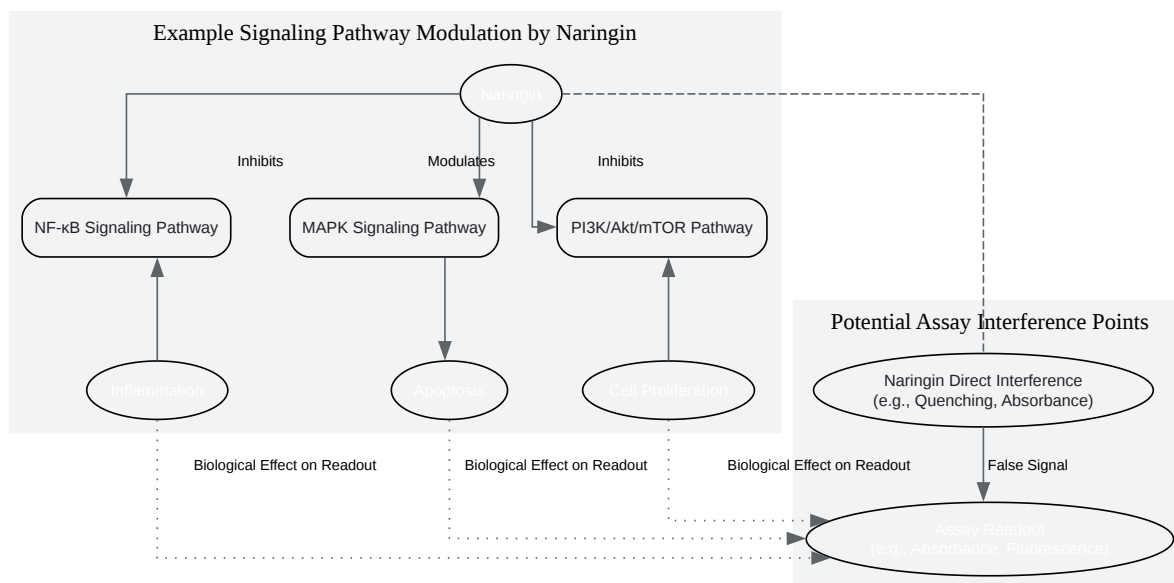 Example Signaling Pathway Modulation by Naringin
Naringin
Inhibits
Modulates
Inhibits
NF-κB Signaling Pathway
MAPK Signaling Pathway
PI3K/Akt/mTOR Pathway
Potential Assay Interference Points
Inflammation
Apoptosis
Cell Proliferation
Naringin Direct Interference
(e.g., Quenching, Absorbance)
Biological Effect on Readout
Biological Effect on Readout
Biological Effect on Readout
False Signal
Assay Readout
(e.g., Absorbance, Fluorescence)